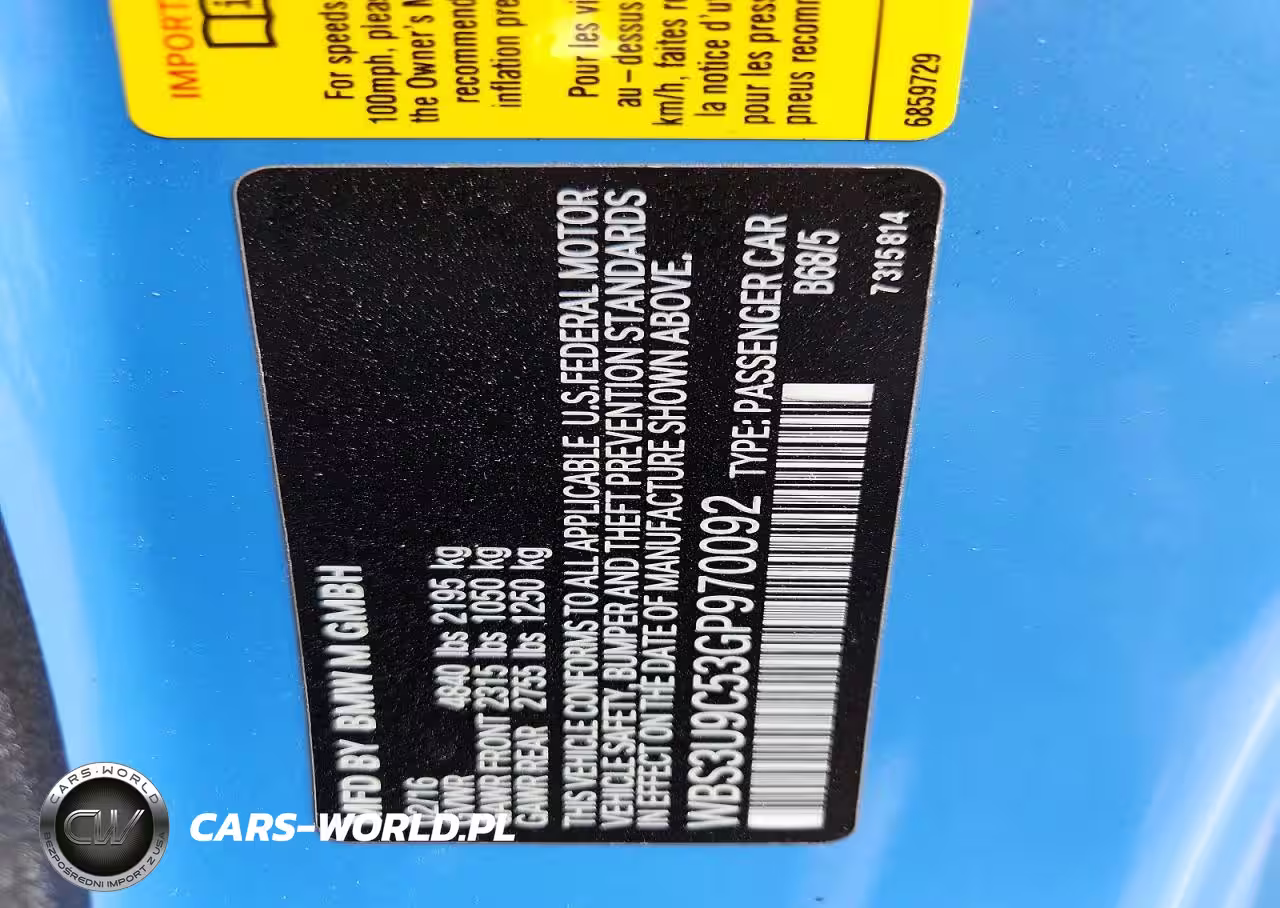 IMPORT
For speeds
100mph, plea
the Owner's M
recommend
inflation pre
Pour les vi
au-dessus
km/h, faites re
la notice d'ut
pour les press
pneus recomm
6859729
MFD BY BMW M GMBH
2/16
GVWR 4840 lbs 2195 kg
GAWR FRONT 2315 lbs 1050 kg
GAWR REAR 2755 lbs 1250 kg
THIS VEHICLE CONFORMS TO ALL APPLICABLE U.S.FEDERAL MOTOR
VEHICLE SAFETY, BUMPER AND THEFT PREVENTION STANDARDS
IN EFFECT ON THE DATE OF MANUFACTURE SHOWN ABOVE.
WBS3U9C53GP970092 TYPE: PASSENGER CAR
B68/5
7315814
CARS-WORLD
CW
BEZPOŚREDNI IMPORT Z USA
CARS-WORLD.PL